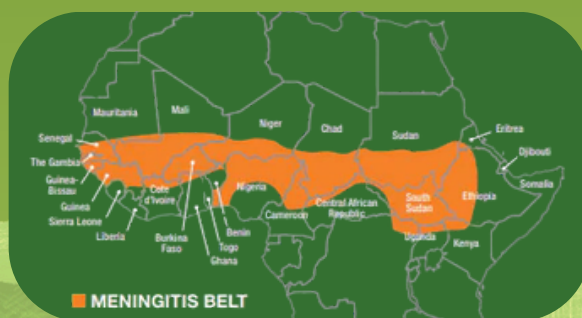 Mauritania
Mali
Niger
Chad
Sudan
Eritrea
Senegal
The Gambia
Djibouti
Guinea-
Bissau
Guinea
Sierra Leone
Liberia
Cote
d'Ivoire
Burkina
Faso
Ghana
Togo
Benin
Nigeria
Cameroon
Central African
Republic
South
Sudan
Ethiopia
Somalia
Uganda
Kenya
MENINGITIS BELT